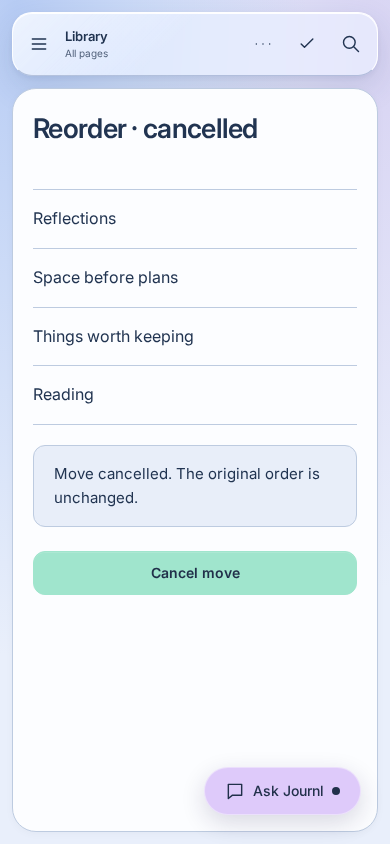 Library
All pages
Reorder · cancelled
Reflections
Space before plans
Things worth keeping
Reading
Move cancelled. The original order is
unchanged.
Cancel move
Ask Journl